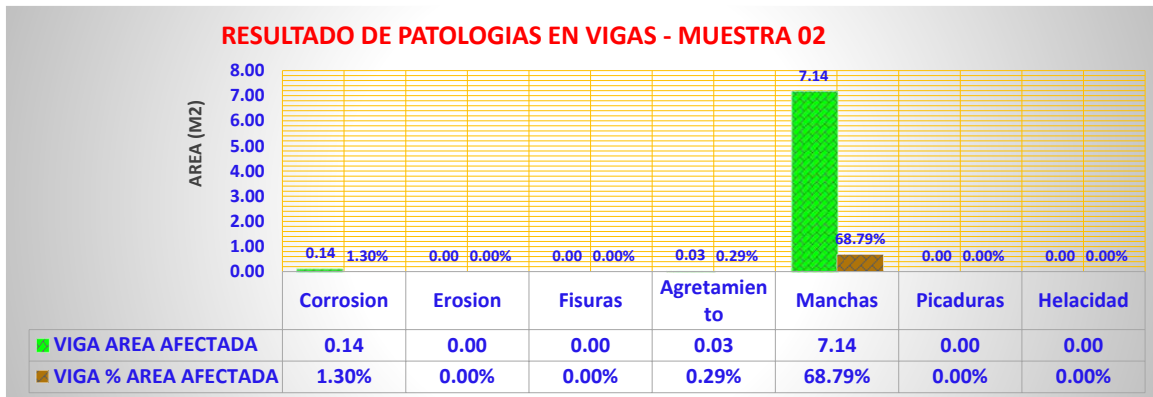 RESULTADO DE PATOLOGIAS EN VIGAS - MUESTRA 02
AREA (M2)
8.00
7.00
6.00
5.00
4.00
3.00
2.00
1.00
0.00
0.14 1.30% 0.00 0.00% 0.00 0.00% 0.03 0.29% 7.14 68.79% 0.00 0.00% 0.00 0.00%
Corrosion Erosion Fisuras Agretamien Manchas Picaduras Helacidad
to
VIGA AREA AFECTADA 0.14 0.00 0.00 0.03 7.14 0.00 0.00
VIGA % AREA AFECTADA 1.30% 0.00% 0.00% 0.29% 68.79% 0.00% 0.00%